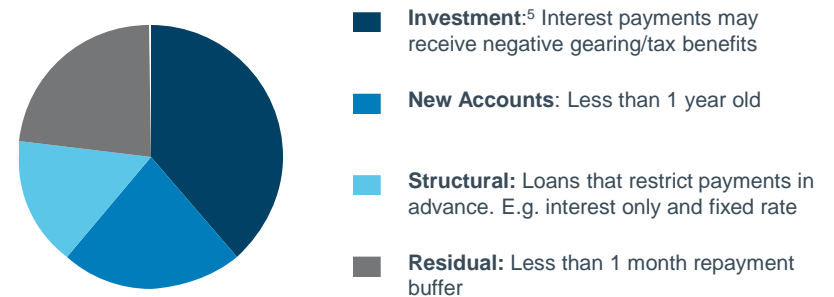 Investment:⁵ Interest payments may
receive negative gearing/tax benefits
New Accounts: Less than 1 year old
Structural: Loans that restrict payments in
advance. E.g. interest only and fixed rate
Residual: Less than 1 month repayment
buffer